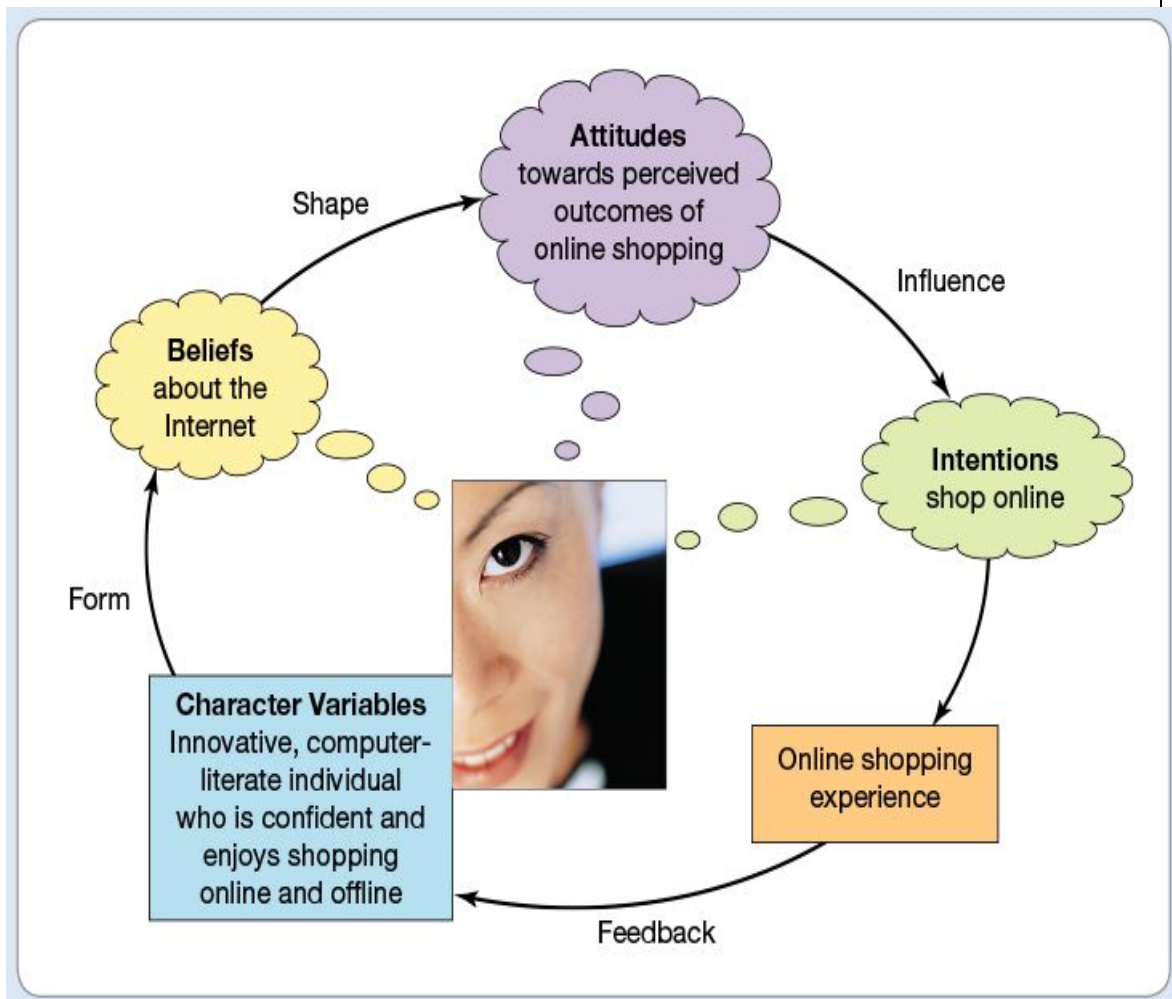 Attitudes
towards perceived
outcomes of
online shopping
Shape
Influence
Beliefs
about the
Internet
Intentions
shop online
Form
Character Variables
Innovative, computer-
literate individual
who is confident and
enjoys shopping
online and offline
Online shopping
experience
Feedback